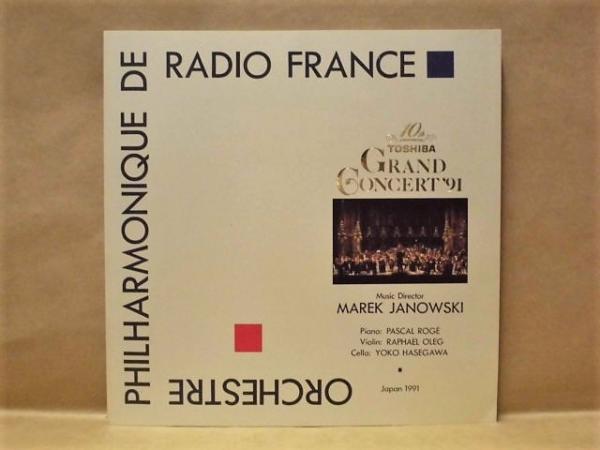 ORCHESTRE
PHILHARMONIQUE DE
RADIO FRANCE
10th
TOSHIBA
GRAND
CONCERT '91
Music Director
MAREK JANOWSKI
Piano: PASCAL ROGÉ
Violin: RAPHAEL OLEG
Cello: YOKO HASEGAWA
Japan 1991